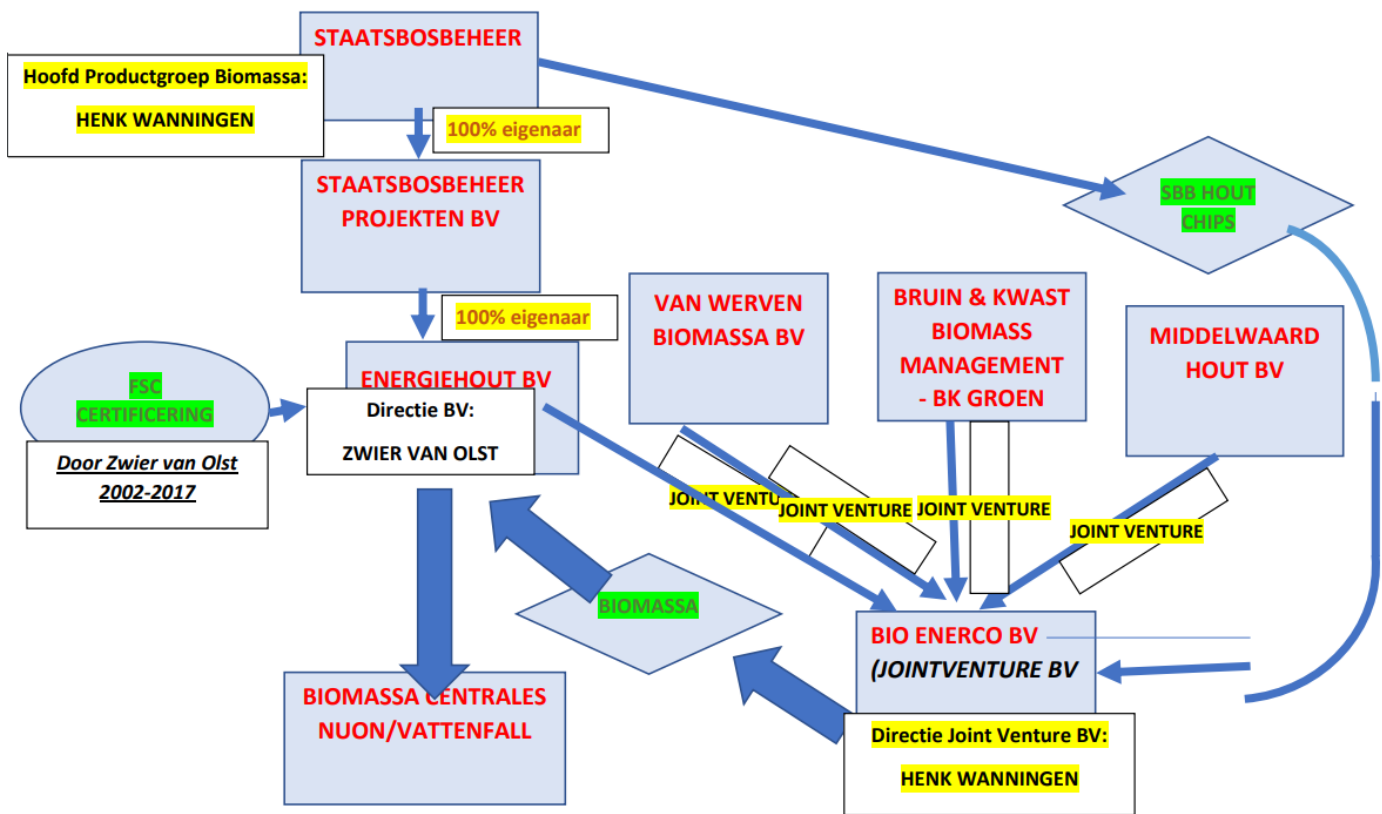 STAATSBOSBEHEER
Hoofd Productgroep Biomassa:
HENK WANNINGEN
100% eigenaar
STAATSBOSBEHEER
PROJEKTEN BV
SBB HOUT
CHIPS
100% eigenaar
VAN WERVEN
BIOMASSA BV
BRUIN & KWAST
BIOMASS
MANAGEMENT
- BK GROEN
MIDDELWAARD
HOUT BV
FSC
CERTIFICERING
Door Zwier van Olst
2002-2017
ENERGIEHOUT BV
Directie BV:
ZWIER VAN OLST
JOINT VENTU
JOINT VENTURE
JOINT VENTURE
JOINT VENTURE
BIOMASSA
BIO ENERCO BV
(JOINTVENTURE BV
Directie Joint Venture BV:
HENK WANNINGEN
BIOMASSA CENTRALES
NUON/VATTENFALL